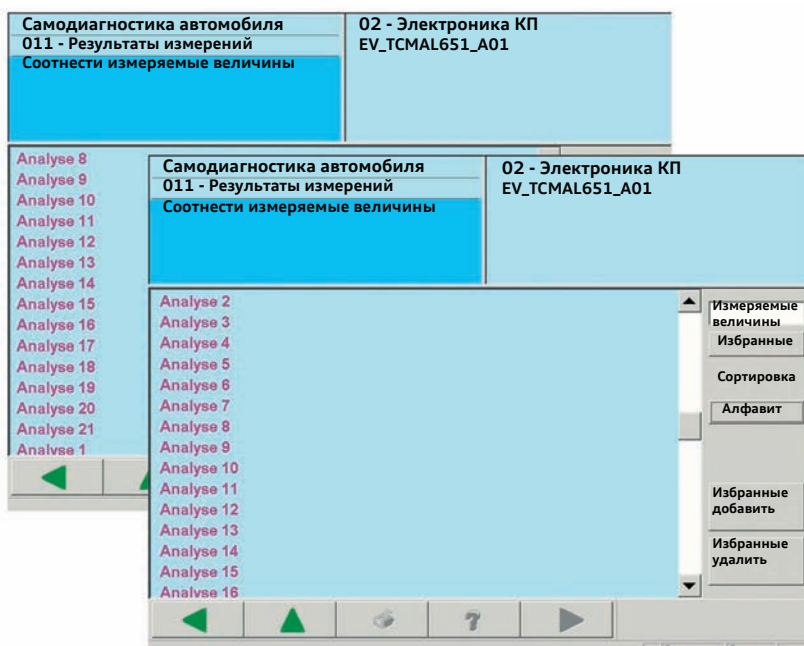 Самодиагностика автомобиля
011 - Результаты измерений
Соотнести измеряемые величины
02 - Электроника КП
EV_TCMAL651_A01
Analyse 8
Analyse 9
Analyse 10
Analyse 11
Analyse 12
Analyse 13
Analyse 14
Analyse 15
Analyse 16
Analyse 17
Analyse 18
Analyse 19
Analyse 20
Analyse 21
Analyse 1
Самодиагностика автомобиля
011 - Результаты измерений
Соотнести измеряемые величины
02 - Электроника КП
EV_TCMAL651_A01
Analyse 2
Analyse 3
Analyse 4
Analyse 5
Analyse 6
Analyse 7
Analyse 8
Analyse 9
Analyse 10
Analyse 11
Analyse 12
Analyse 13
Analyse 14
Analyse 15
Analyse 16
Измеряемые
величины
Избранные
Сортировка
Алфавит
Избранные
добавить
Избранные
удалить
?